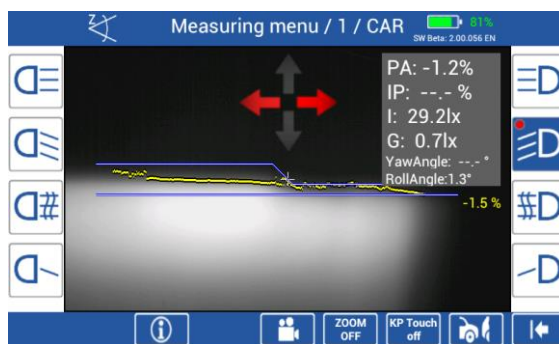 Z
Measuring menu / 1 / CAR
81%
SW Beta: 2.00.056 EN
PA: -1.2%
IP: --.- %
I: 29.2lx
G: 0.7lx
YawAngle: --.- °
RollAngle:1.3°
-1.5 %
ZOOM
OFF
KP Touch
off